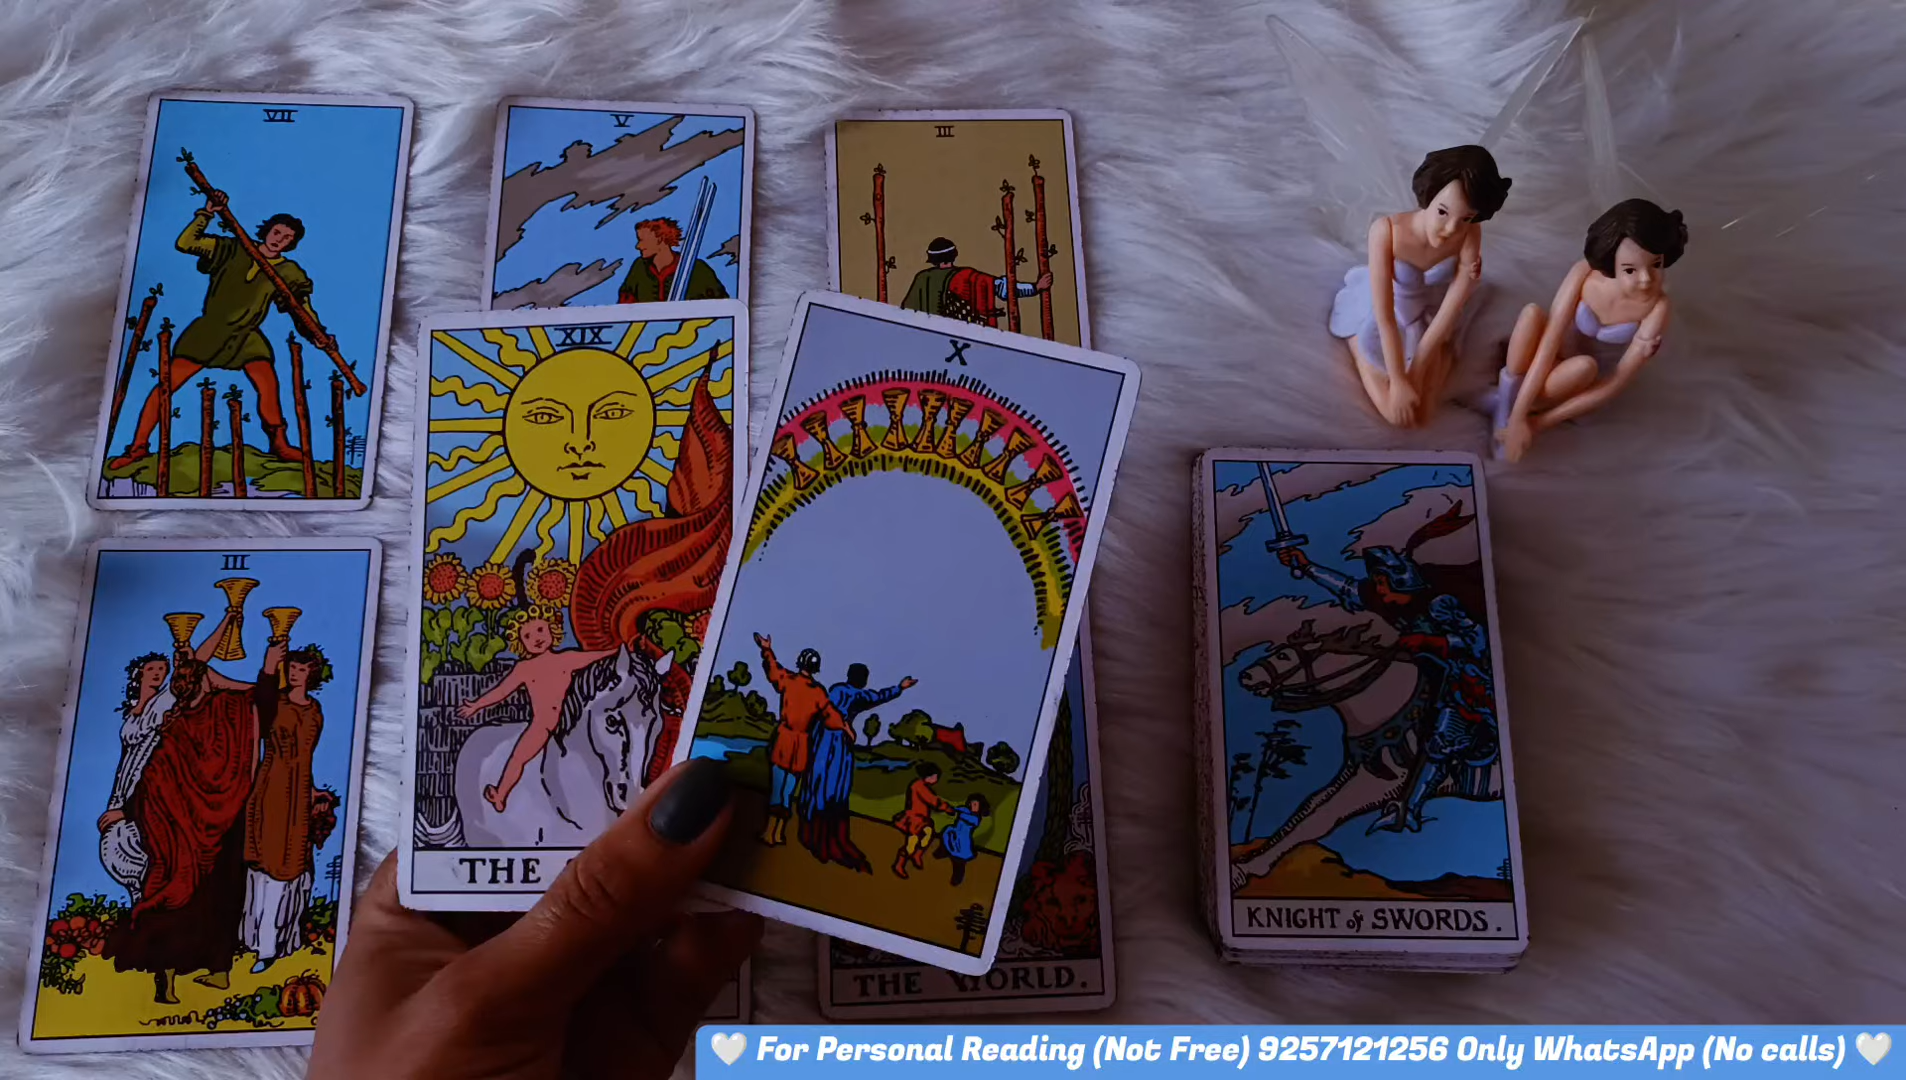 VII
V
III
XIX
X
III
THE
KNIGHT of SWORDS.
THE WORLD.
🤍 For Personal Reading (Not Free) 9257121256 Only WhatsApp (No calls) 🤍